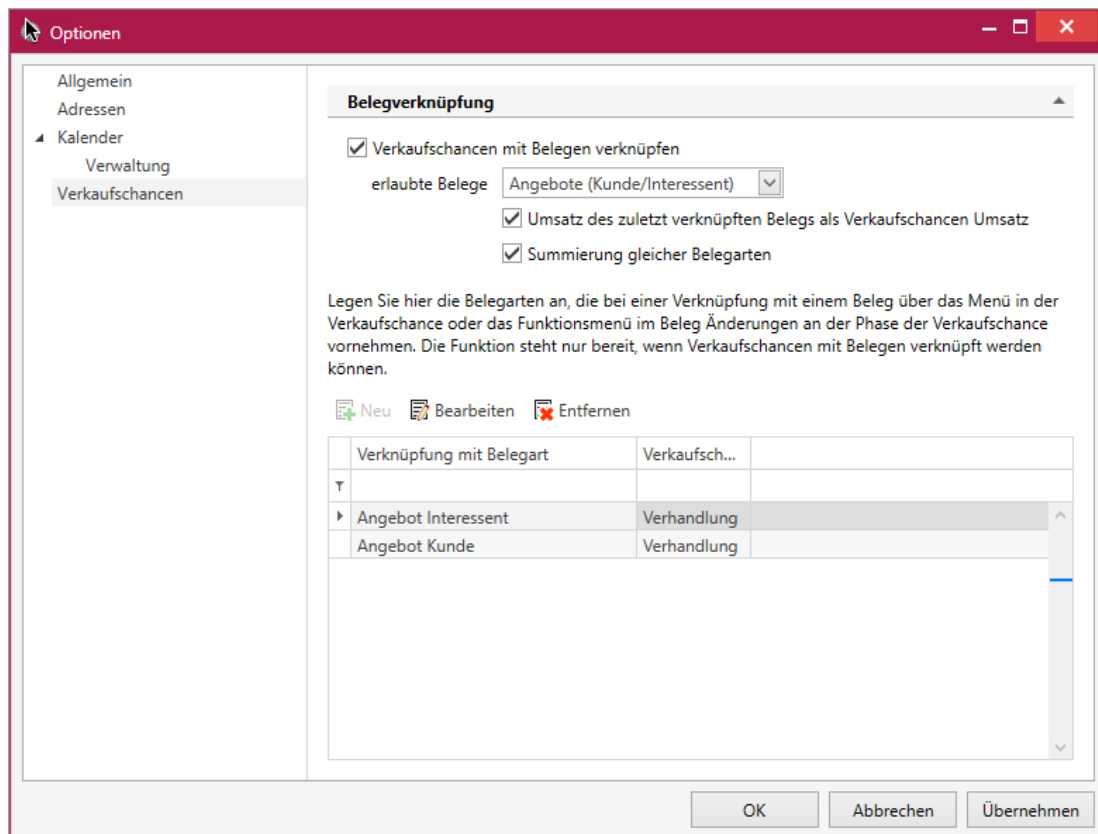 Optionen
Allgemein
Adressen
Kalender
Verwaltung
Verkaufschancen
Belegverknüpfung
Verkaufschancen mit Belegen verknüpfen
erlaubte Belege Angebote (Kunde/Interessent)
Umsatz des zuletzt verknüpften Belegs als Verkaufschancen Umsatz
Summierung gleicher Belegarten
Legen Sie hier die Belegarten an, die bei einer Verknüpfung mit einem Beleg über das Menü in der
Verkaufschance oder das Funktionsmenü im Beleg Änderungen an der Phase der Verkaufschance
vornehmen. Die Funktion steht nur bereit, wenn Verkaufschancen mit Belegen verknüpft werden
können.
Neu Bearbeiten Entfernen
Verknüpfung mit Belegart Verkaufsch...
Angebot Interessent Verhandlung
Angebot Kunde Verhandlung
OK Abbrechen Übernehmen